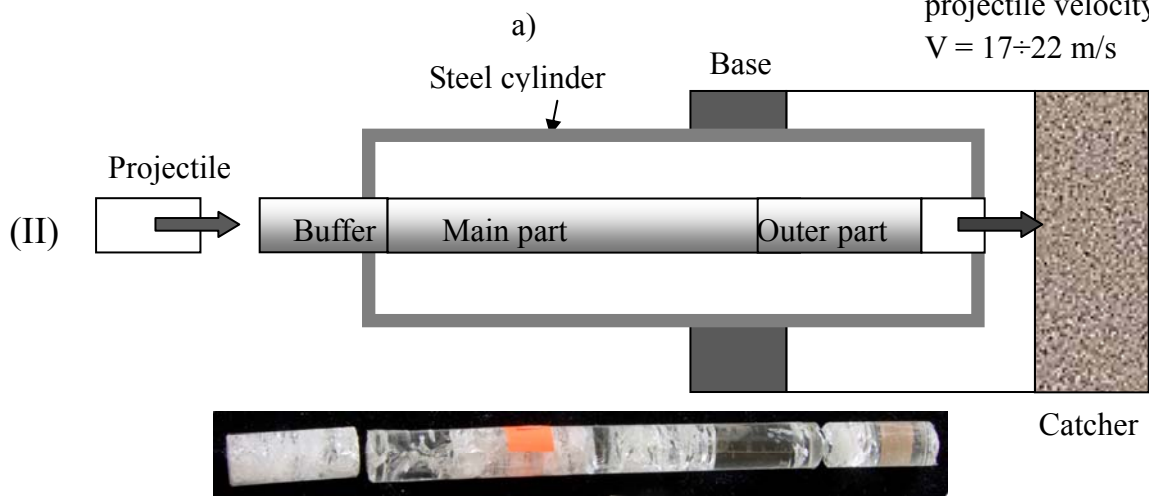 projectile velocity
V = 17÷22 m/s
a)
Base
Steel cylinder
Projectile
(II)
Buffer
Main part
Outer part
Catcher